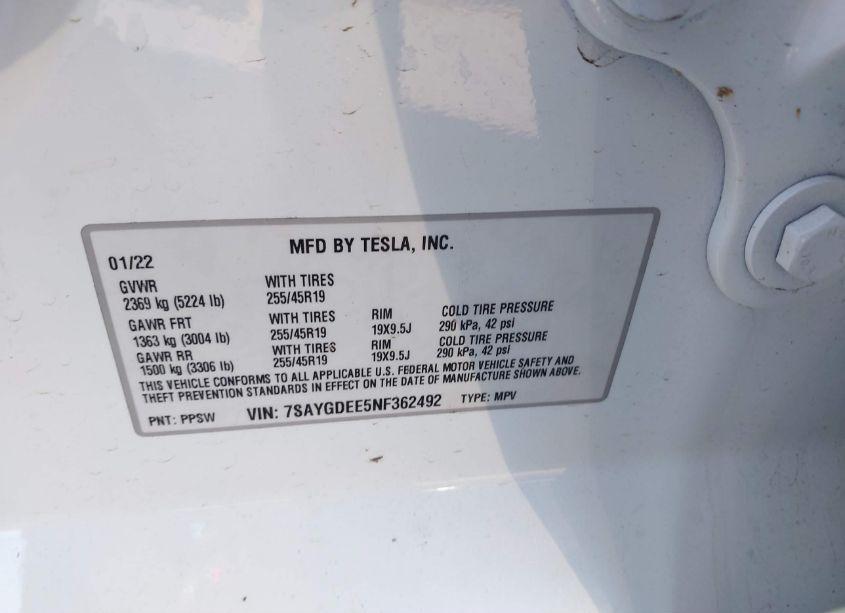 MFD BY TESLA, INC.
01/22
GVWR WITH TIRES
2369 kg (5224 lb) 255/45R19
GAWR FRT WITH TIRES RIM COLD TIRE PRESSURE
1363 kg (3004 lb) 255/45R19 19X9.5J 290 kPa, 42 psi
GAWR RR WITH TIRES RIM COLD TIRE PRESSURE
1500 kg (3306 lb) 255/45R19 19X9.5J 290 kPa, 42 psi
THIS VEHICLE CONFORMS TO ALL APPLICABLE U.S. FEDERAL MOTOR VEHICLE SAFETY AND
THEFT PREVENTION STANDARDS IN EFFECT ON THE DATE OF MANUFACTURE SHOWN ABOVE.
PNT: PPSW VIN: 7SAYGDEE5NF362492 TYPE: MPV